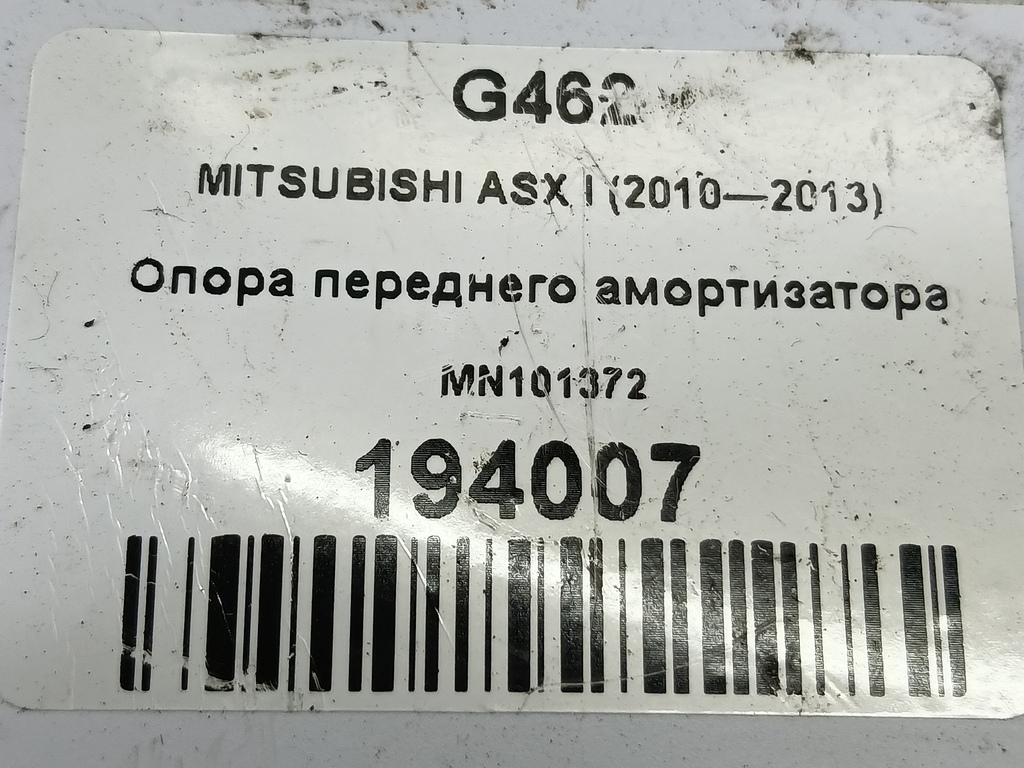 G462
MITSUBISHI ASX I (2010—2013)
Опора переднего амортизатора
MN101372
194007